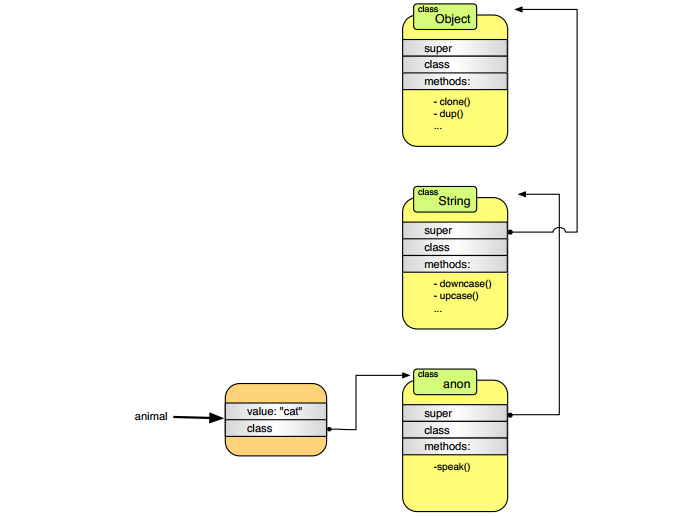 class
Object
super
class
methods:
- clone()
- dup()
...
class
String
super
class
methods:
- downcase()
- upcase()
...
class
anon
super
class
methods:
-speak()
animal
value: "cat"
class